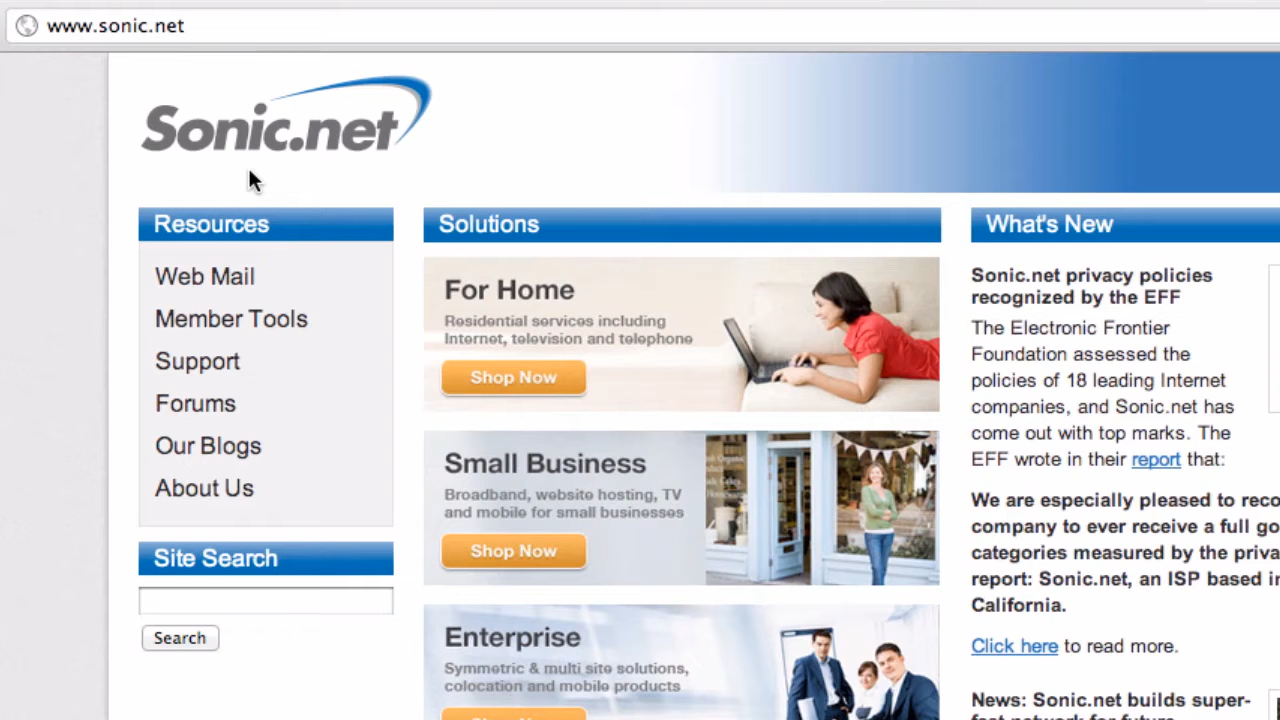 www.sonic.net
Sonic.net
Resources
Web Mail
Member Tools
Support
Forums
Our Blogs
About Us
Site Search
Search
Solutions
For Home
Residential services including
Internet, television and telephone
Shop Now
Small Business
Broadband, website hosting, TV
and mobile for small businesses
Shop Now
Enterprise
Symmetric & multi site solutions,
colocation and mobile products
What's New
Sonic.net privacy policies
recognized by the EFF
The Electronic Frontier
Foundation assessed the
policies of 18 leading Internet
companies, and Sonic.net has
come out with top marks. The
EFF wrote in their report that:
We are especially pleased to reco
company to ever receive a full go
categories measured by the priva
report: Sonic.net, an ISP based in
California.
Click here to read more.
News: Sonic.net builds super-
fast network for future